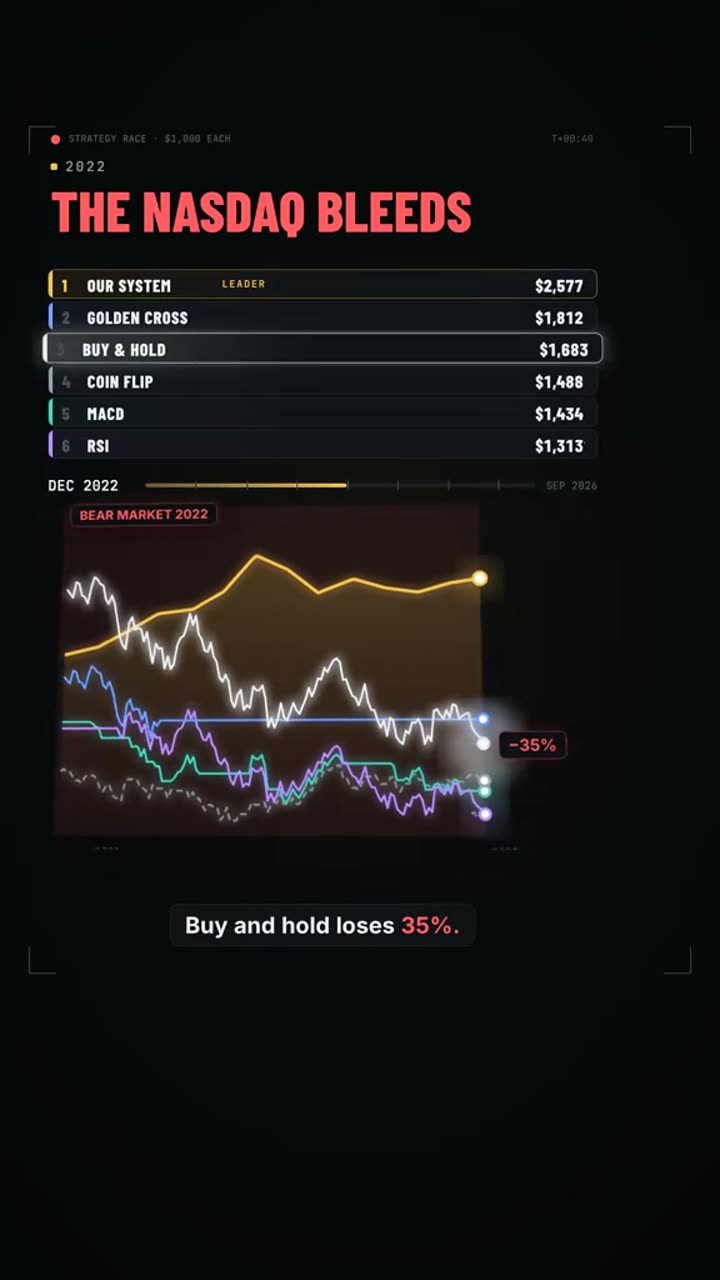 STRATEGY RACE · $1,000 EACH
T+00:40
2022
THE NASDAQ BLEEDS
1 OUR SYSTEM LEADER $2,577
2 GOLDEN CROSS $1,812
3 BUY & HOLD $1,683
4 COIN FLIP $1,488
5 MACD $1,434
6 RSI $1,313
DEC 2022
SEP 2026
BEAR MARKET 2022
−35%
Buy and hold loses 35%.